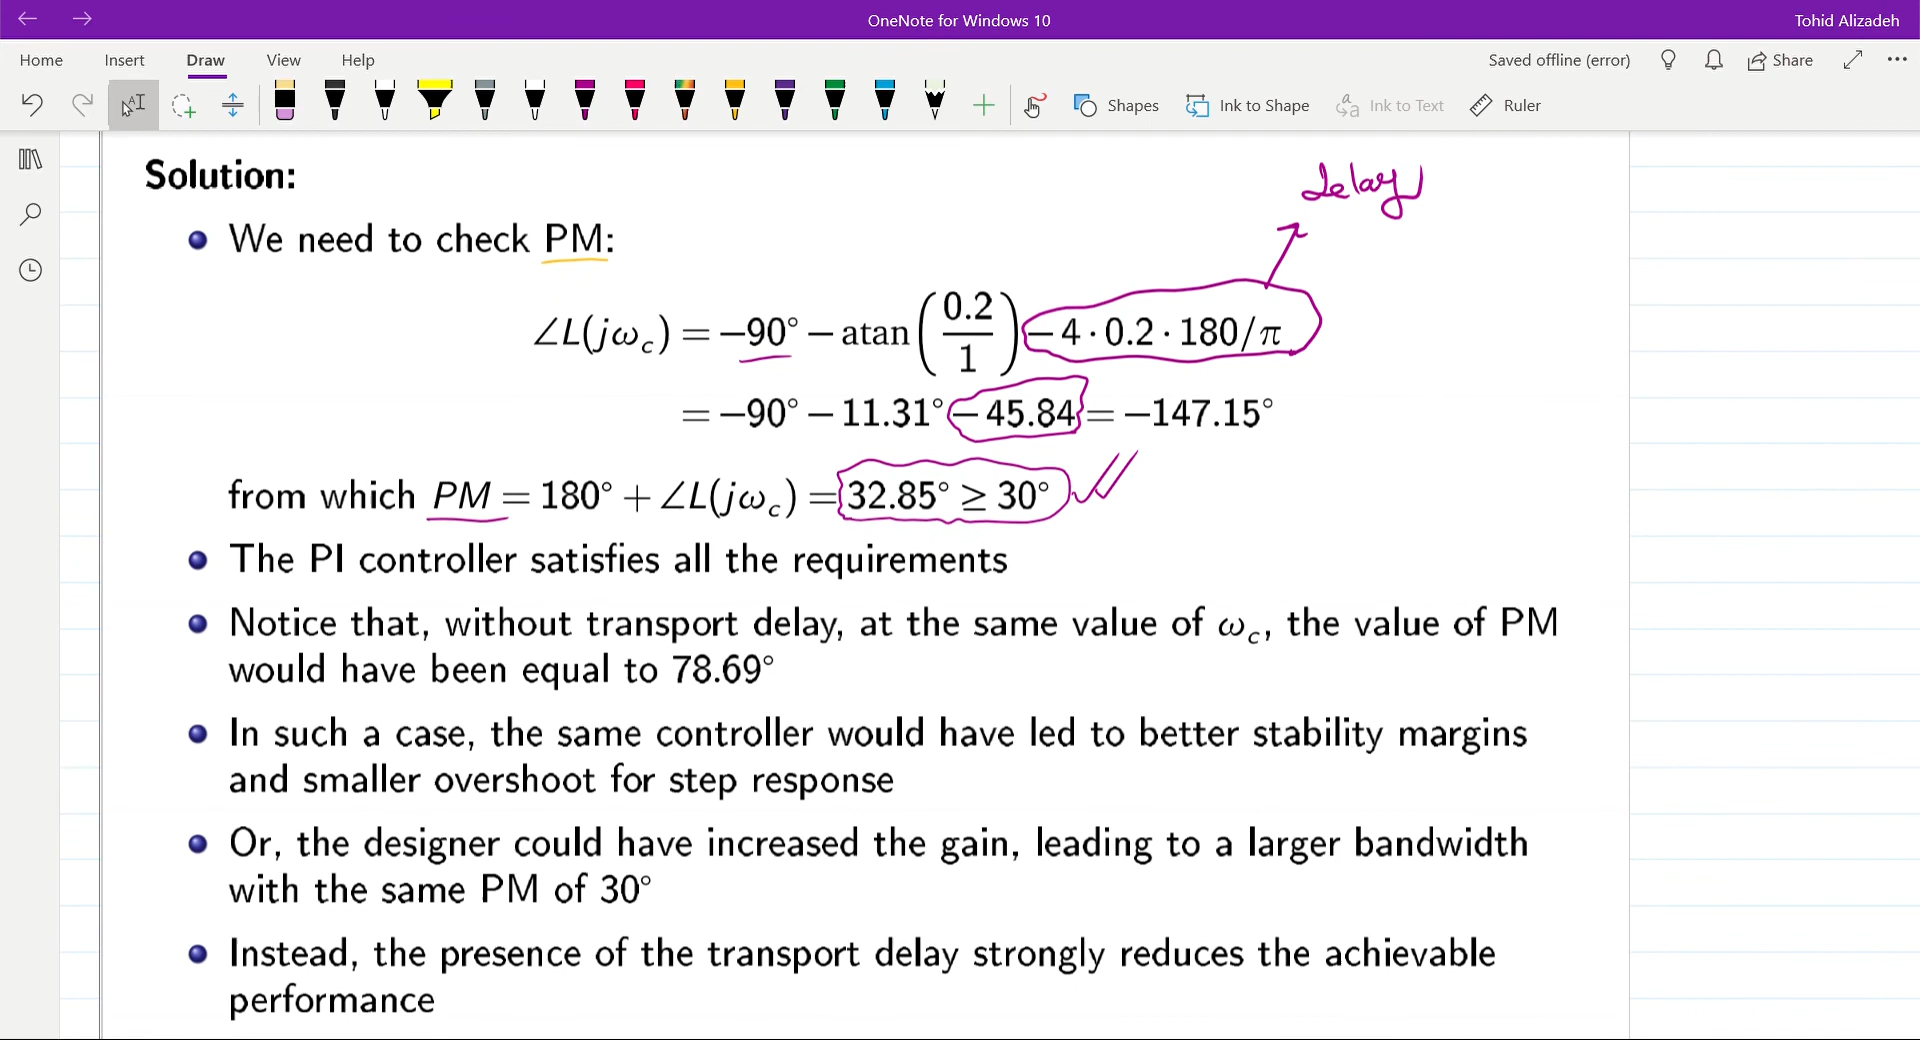 OneNote for Windows 10
Tohid Alizadeh
Home Insert Draw View Help
Saved offline (error) Share
Shapes Ink to Shape Ink to Text Ruler
Solution:
Delay
We need to check PM:
∠L(jω_c) = −90° − atan(0.2/1) − 4 · 0.2 · 180/π
= −90° − 11.31° − 45.84 = −147.15°
from which PM = 180° + ∠L(jω_c) = 32.85° ≥ 30°
The PI controller satisfies all the requirements
Notice that, without transport delay, at the same value of ω_c, the value of PM
would have been equal to 78.69°
In such a case, the same controller would have led to better stability margins
and smaller overshoot for step response
Or, the designer could have increased the gain, leading to a larger bandwidth
with the same PM of 30°
Instead, the presence of the transport delay strongly reduces the achievable
performance